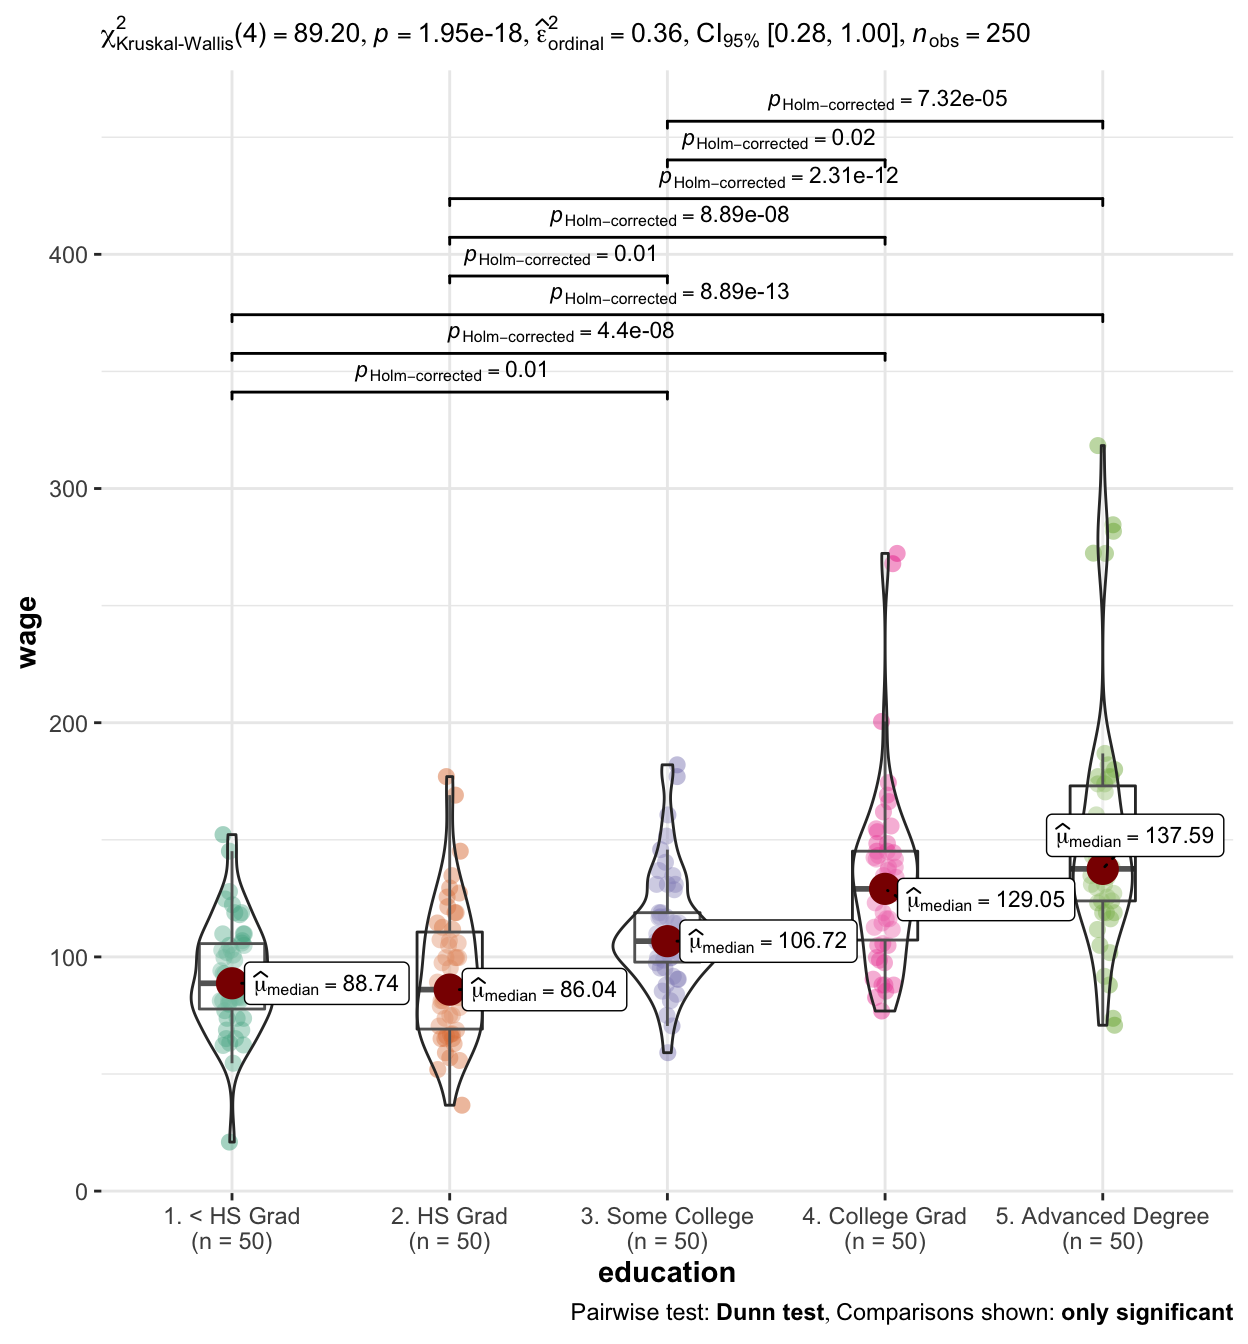 χ²Kruskal-Wallis(4) = 89.20, p = 1.95e-18, ε̂²ordinal = 0.36, CI95% [0.28, 1.00], nobs = 250
pHolm−corrected = 7.32e-05
pHolm−corrected = 0.02
pHolm−corrected = 2.31e-12
pHolm−corrected = 8.89e-08
pHolm−corrected = 0.01
pHolm−corrected = 8.89e-13
pHolm−corrected = 4.4e-08
pHolm−corrected = 0.01
400
300
200
100
0
wage
μ̂median = 88.74
μ̂median = 86.04
μ̂median = 106.72
μ̂median = 129.05
μ̂median = 137.59
1. < HS Grad
(n = 50)
2. HS Grad
(n = 50)
3. Some College
(n = 50)
4. College Grad
(n = 50)
5. Advanced Degree
(n = 50)
education
Pairwise test: Dunn test, Comparisons shown: only significant